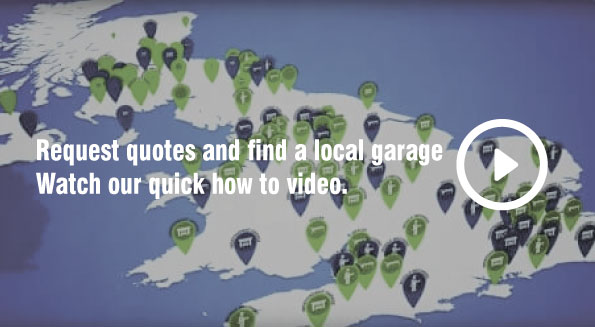 Request quotes and find a local garage
Watch our quick how to video.